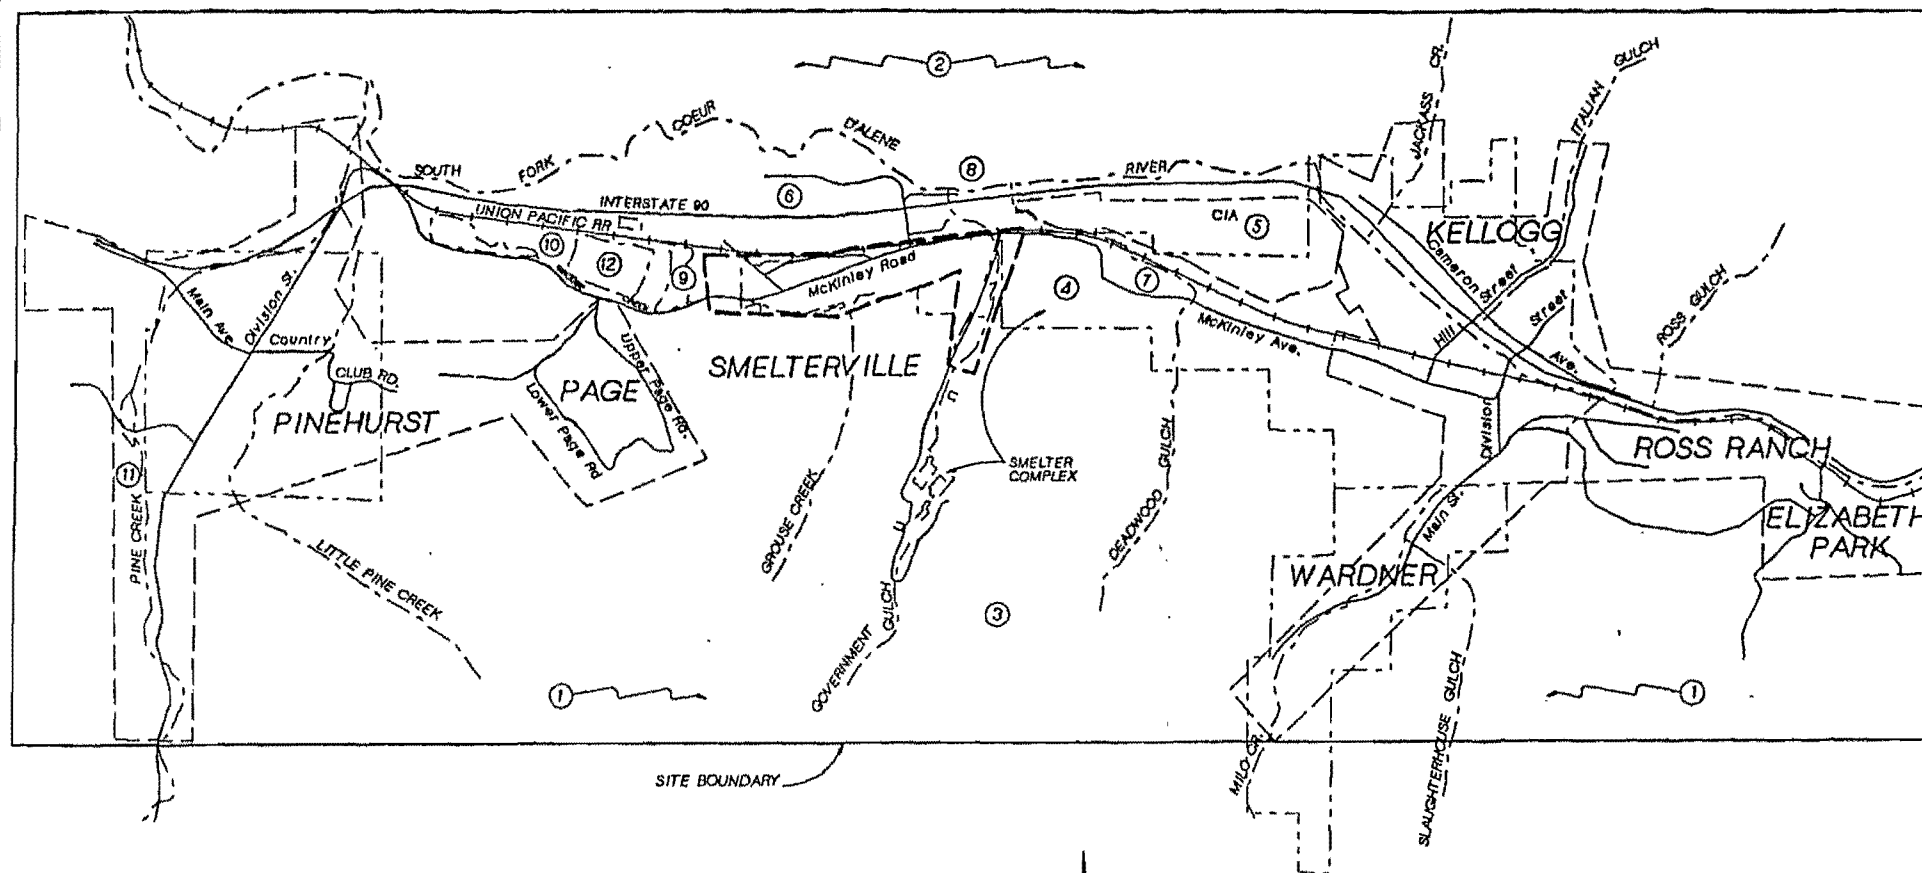 2
JACKASS CR.
ITALIAN GULCH
SOUTH FORK COEUR D'ALENE RIVER
8
6
INTERSTATE 90
UNION PACIFIC RR
CIA
5
KELLOGG
10
12
9
McKinley Road
4
7
Cameron Street
ROSS GULCH
Main Ave.
Division St.
Country
CLUB RD.
McKinley Ave.
Hill Street
Ave.
PINEHURST
PAGE
Upper Page Rd.
Lower Page Rd
SMELTERVILLE
Division
ROSS RANCH
11
PINE CREEK
SMELTER
COMPLEX
GROUSE CREEK
DEADWOOD GULCH
Main St.
ELIZABETH
PARK
LITTLE PINE CREEK
WARDNER
GOVERNMENT GULCH
3
1
1
SLAUGHTERHOUSE GULCH
MILO CR.
SITE BOUNDARY